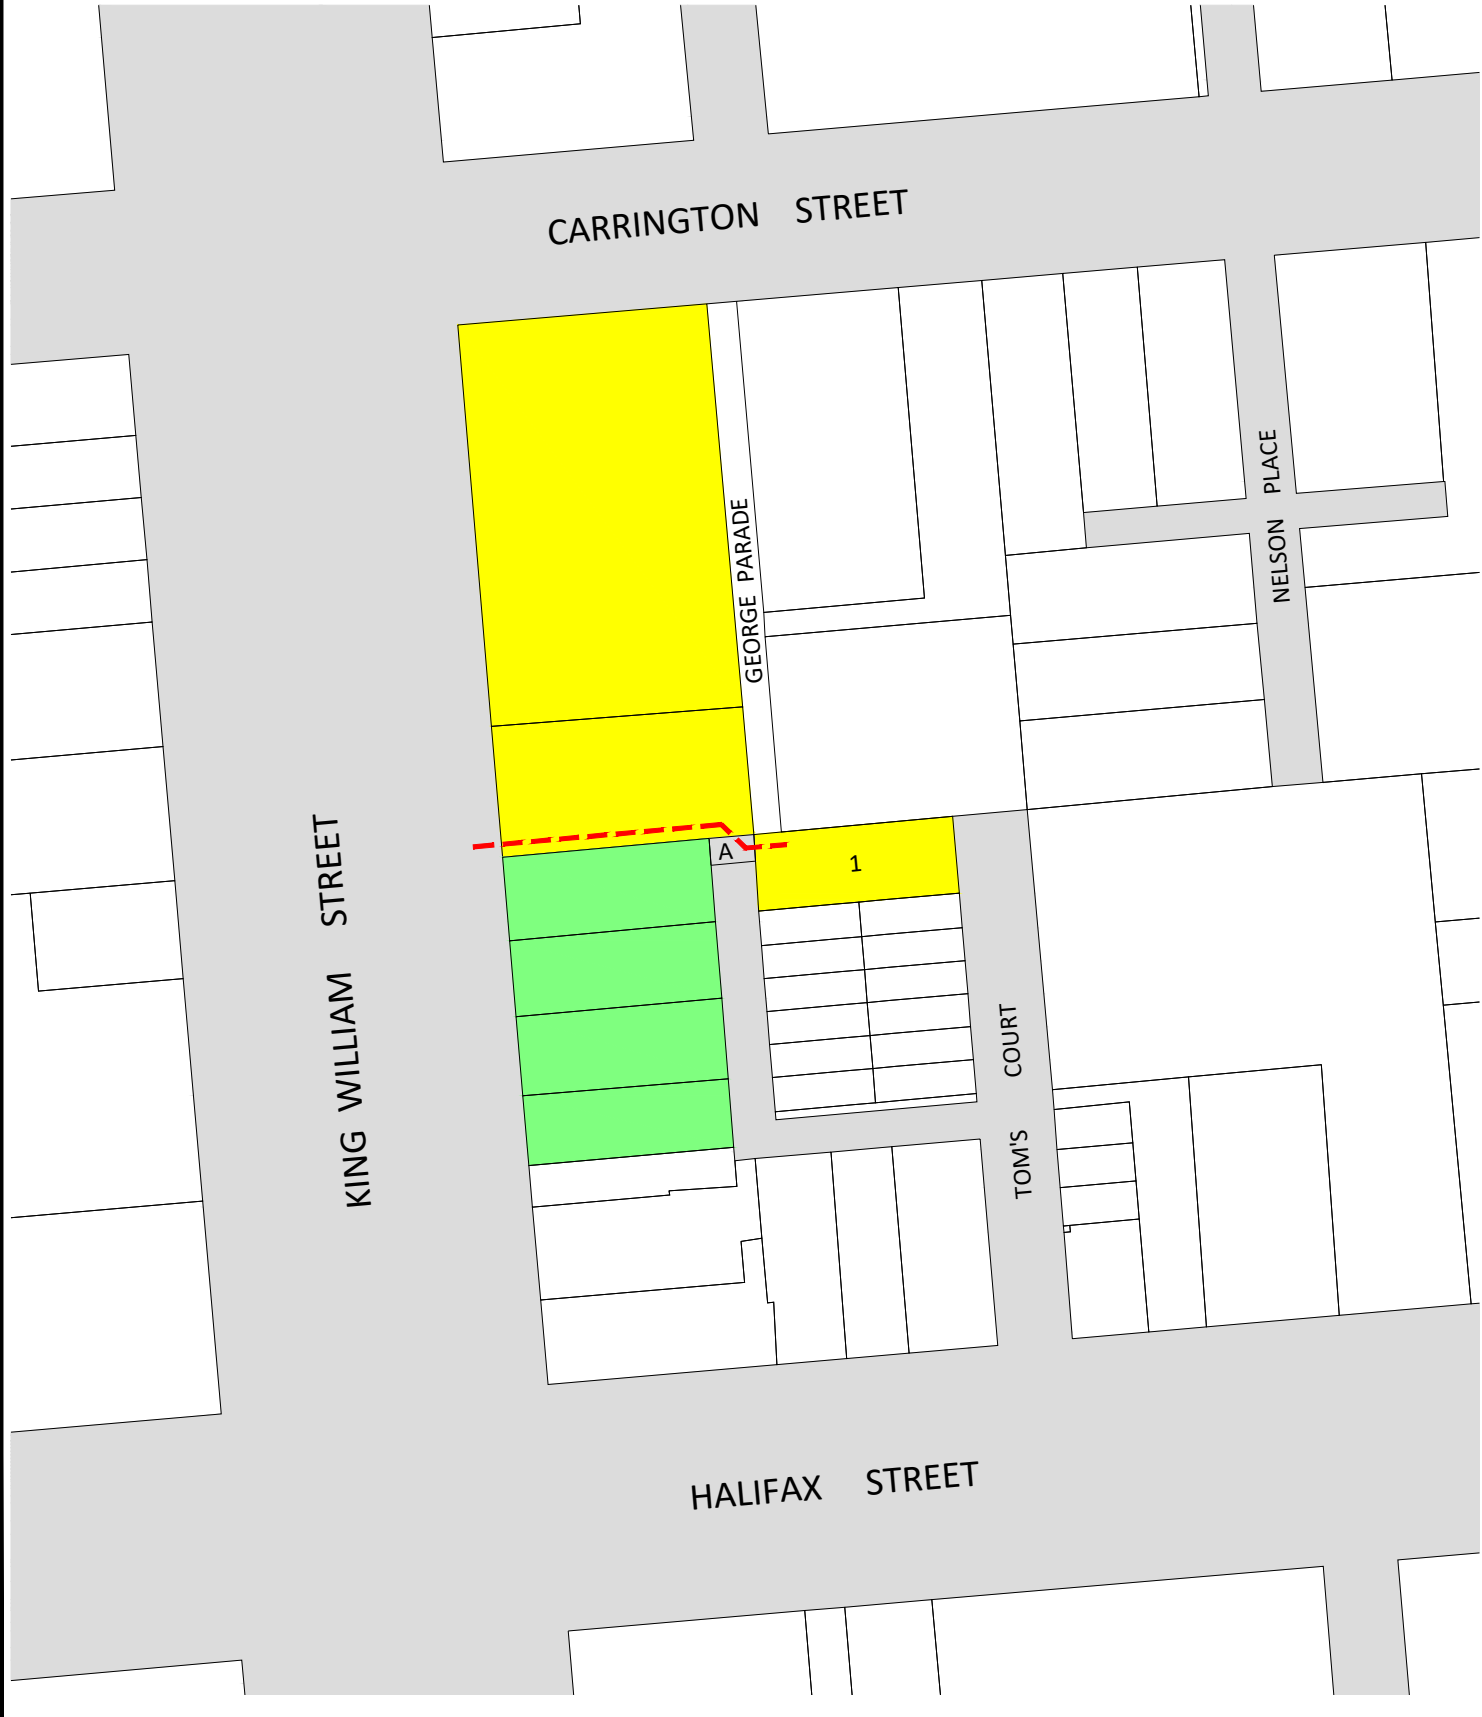 CARRINGTON STREET
NELSON PLACE
GEORGE PARADE
KING WILLIAM STREET
A
1
TOM'S COURT
HALIFAX STREET